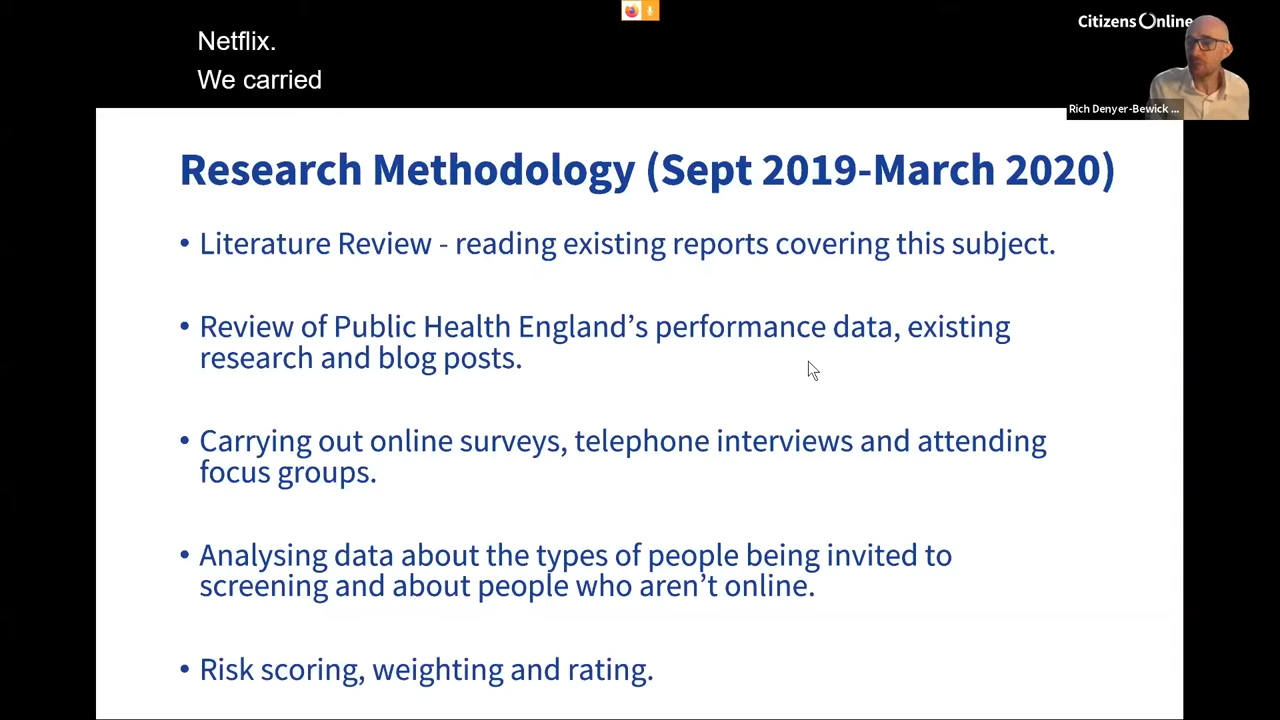 Netflix.
We carried
Citizens Online
Rich Denyer-Bewick ...
Research Methodology (Sept 2019-March 2020)
• Literature Review - reading existing reports covering this subject.
• Review of Public Health England’s performance data, existing
research and blog posts.
• Carrying out online surveys, telephone interviews and attending
focus groups.
• Analysing data about the types of people being invited to
screening and about people who aren’t online.
• Risk scoring, weighting and rating.